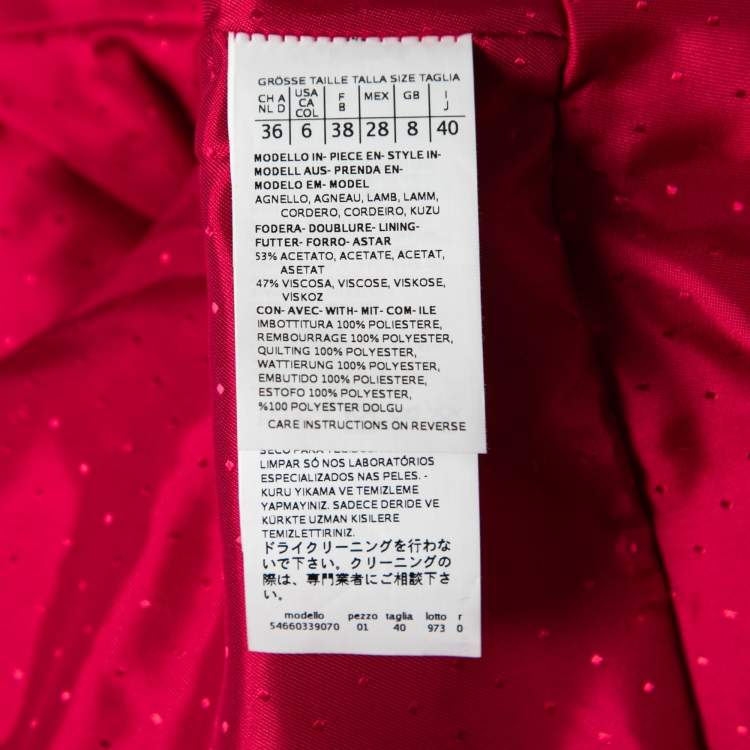 GRÖSSE TAILLE TALLA SIZE TAGLIA
CH A NL D USA CA COL F B MEX GB I J
36 6 38 28 8 40
MODELLO IN- PIECE EN- STYLE IN-
MODELL AUS- PRENDA EN-
MODELO EM- MODEL
AGNELLO, AGNEAU, LAMB, LAMM,
CORDERO, CORDEIRO, KUZU
FODERA- DOUBLURE- LINING-
FUTTER- FORRO- ASTAR
53% ACETATO, ACETATE, ACETAT,
ASETAT
47% VISCOSA, VISCOSE, VISKOSE,
VISKOZ
CON- AVEC- WITH- MIT- COM- ILE
IMBOTTITURA 100% POLIESTERE,
REMBOURRAGE 100% POLYESTER,
QUILTING 100% POLYESTER,
WATTIERUNG 100% POLYESTER,
EMBUTIDO 100% POLIESTERE,
ESTOFO 100% POLYESTER,
%100 POLYESTER DOLGU
CARE INSTRUCTIONS ON REVERSE
LIMPAR SÓ NOS LABORATÓRIOS
ESPECIALIZADOS NAS PELES. -
KURU YIKAMA VE TEMIZLEME
YAPMAYINIZ. SADECE DERIDE VE
KÜRKTE UZMAN KISILERE
TEMIZLETTIRINIZ.
ドライクリーニングを行わな
いで下さい。クリーニングの
際は、専門業者にご相談下さ
い。
modello pezzo taglia lotto r
54660339070 01 40 973 0